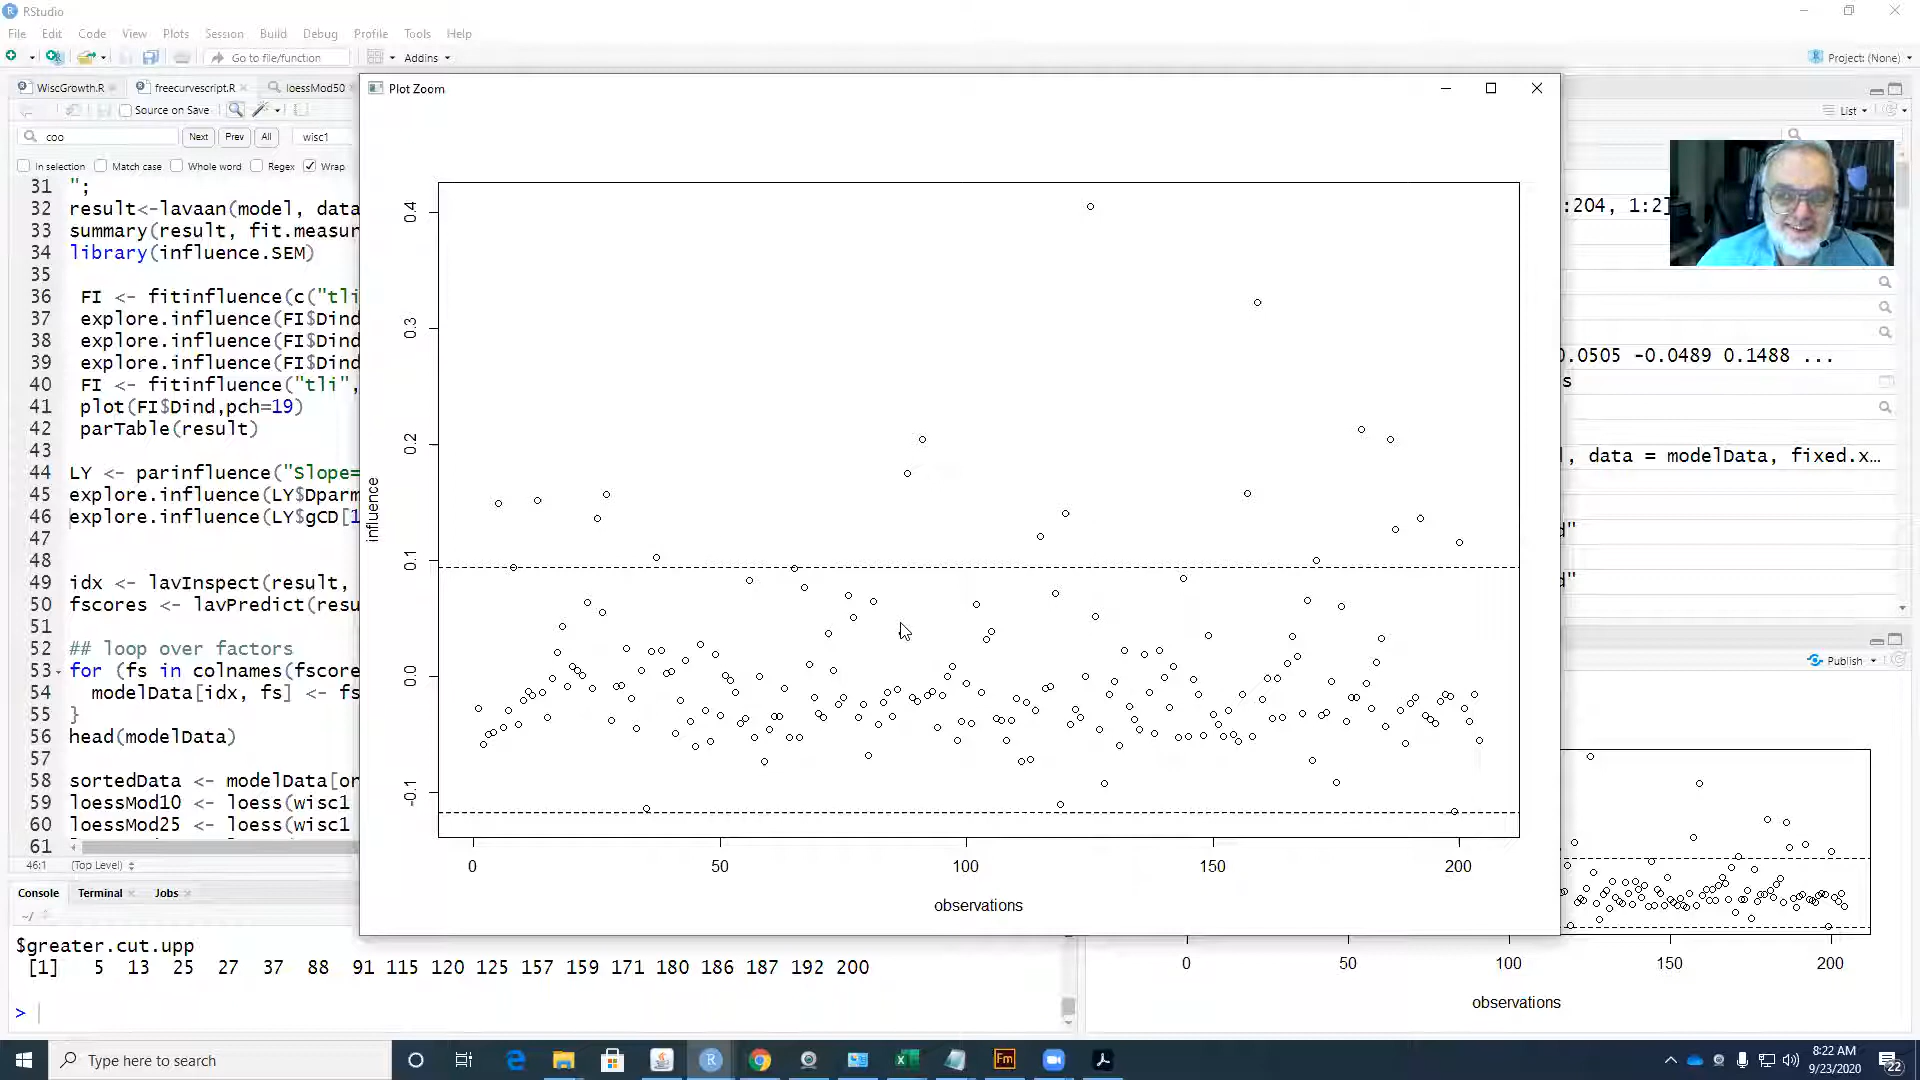 RStudio
File Edit Code View Plots Session Build Debug Profile Tools Help
Go to file/function
Addins
Project: (None)
WiscGrowth.R
freecurvescript.R
loessMod50
Source on Save
coo
Next
Prev
All
wisc1
In selection
Match case
Whole word
Regex
Wrap
31 ";
32 result<-lavaan(model, data
33 summary(result, fit.measur
34 library(influence.SEM)
35
36 FI <- fitinfluence(c("tli
37 explore.influence(FI$Dind
38 explore.influence(FI$Dind
39 explore.influence(FI$Dind
40 FI <- fitinfluence("tli",
41 plot(FI$Dind,pch=19)
42 parTable(result)
43
44 LY <- parinfluence("Slope=
45 explore.influence(LY$Dparm
46 explore.influence(LY$gCD[1
47
48
49 idx <- lavInspect(result,
50 fscores <- lavPredict(resu
51
52 ## loop over factors
53 for (fs in colnames(fscore
54 modelData[idx, fs] <- fs
55 }
56 head(modelData)
57
58 sortedData <- modelData[or
59 loessMod10 <- loess(wisc1
60 loessMod25 <- loess(wisc1
61
46:1
(Top Level)
Console
Terminal
Jobs
~/
$greater.cut.upp
[1] 5 13 25 27 37 88 91 115 120 125 157 159 171 180 186 187 192 200
>
Plot Zoom
influence
0.4
0.3
0.2
0.1
0.0
-0.1
0 50 100 150 200
observations
List
:204, 1:2]
0.0505 -0.0489 0.1488 ...
s
, data = modelData, fixed.x…
d"
d"
Publish
0 50 100 150 200
observations
Type here to search
Fm
8:22 AM
9/23/2020
22